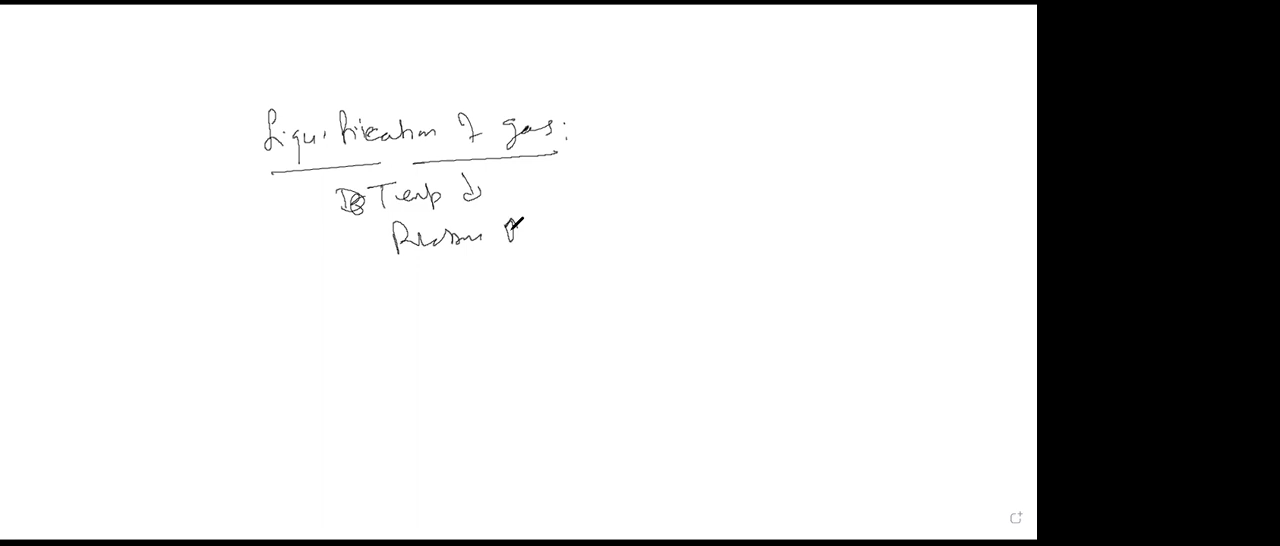 Liquification of gas:
Temp ↓
Pressure ↑